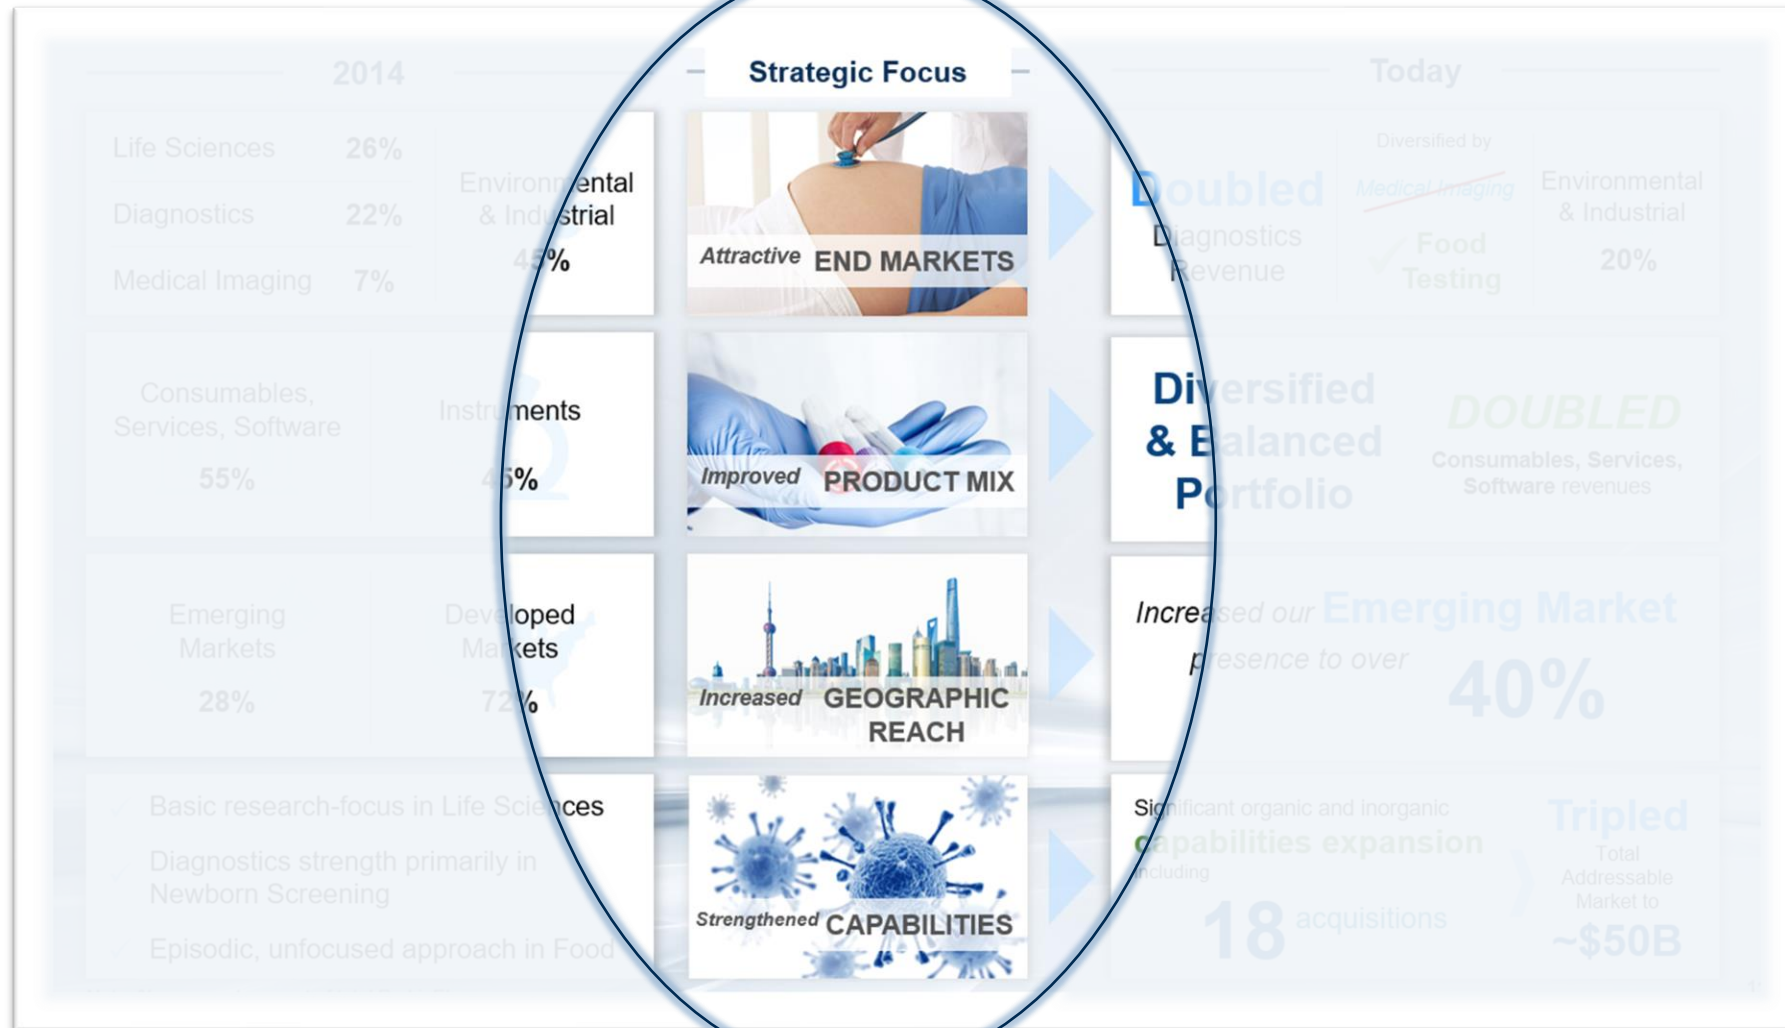 2014
Strategic Focus
Today
Life Sciences 26%
Diagnostics 22%
Medical Imaging 7%
Environmental
& Industrial
45%
Attractive END MARKETS
Doubled
Diagnostics
Revenue
Diversified by
Medical Imaging
Food
Testing
Environmental
& Industrial
20%
Consumables,
Services, Software
55%
Instruments
45%
Improved PRODUCT MIX
Diversified
& Balanced
Portfolio
DOUBLED
Consumables, Services,
Software revenues
Emerging
Markets
28%
Developed
Markets
72%
Increased GEOGRAPHIC
REACH
Increased our Emerging Market
presence to over
40%
Basic research-focus in Life Sciences
Diagnostics strength primarily in
Newborn Screening
Episodic, unfocused approach in Food
Strengthened CAPABILITIES
Significant organic and inorganic
capabilities expansion
including
18 acquisitions
Tripled
Total
Addressable
Market to
~$50B